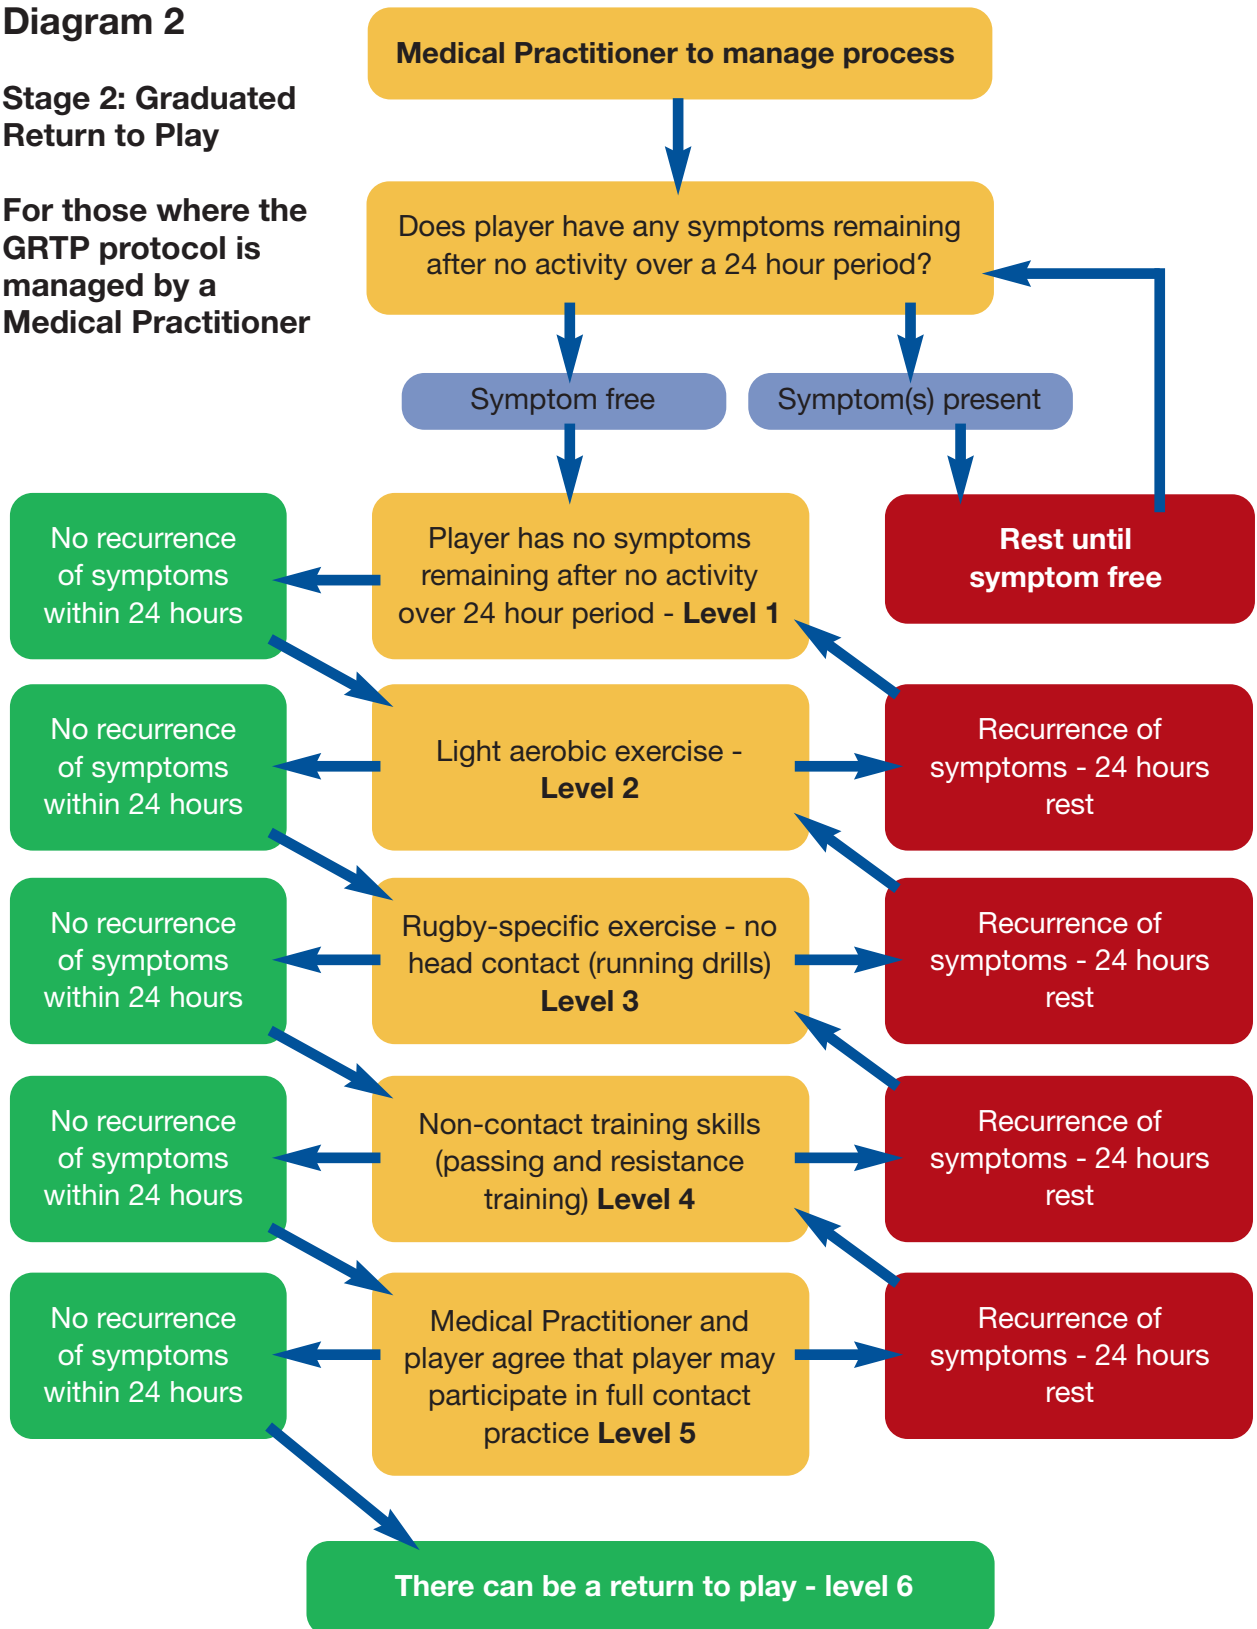 Diagram 2
Stage 2: Graduated
Return to Play
For those where the
GRTP protocol is
managed by a
Medical Practitioner
Medical Practitioner to manage process
Does player have any symptoms remaining
after no activity over a 24 hour period?
Symptom free
Symptom(s) present
No recurrence
of symptoms
within 24 hours
Player has no symptoms
remaining after no activity
over 24 hour period - Level 1
Rest until
symptom free
No recurrence
of symptoms
within 24 hours
Light aerobic exercise -
Level 2
Recurrence of
symptoms - 24 hours
rest
No recurrence
of symptoms
within 24 hours
Rugby-specific exercise - no
head contact (running drills)
Level 3
Recurrence of
symptoms - 24 hours
rest
No recurrence
of symptoms
within 24 hours
Non-contact training skills
(passing and resistance
training) Level 4
Recurrence of
symptoms - 24 hours
rest
No recurrence
of symptoms
within 24 hours
Medical Practitioner and
player agree that player may
participate in full contact
practice Level 5
Recurrence of
symptoms - 24 hours
rest
There can be a return to play - level 6